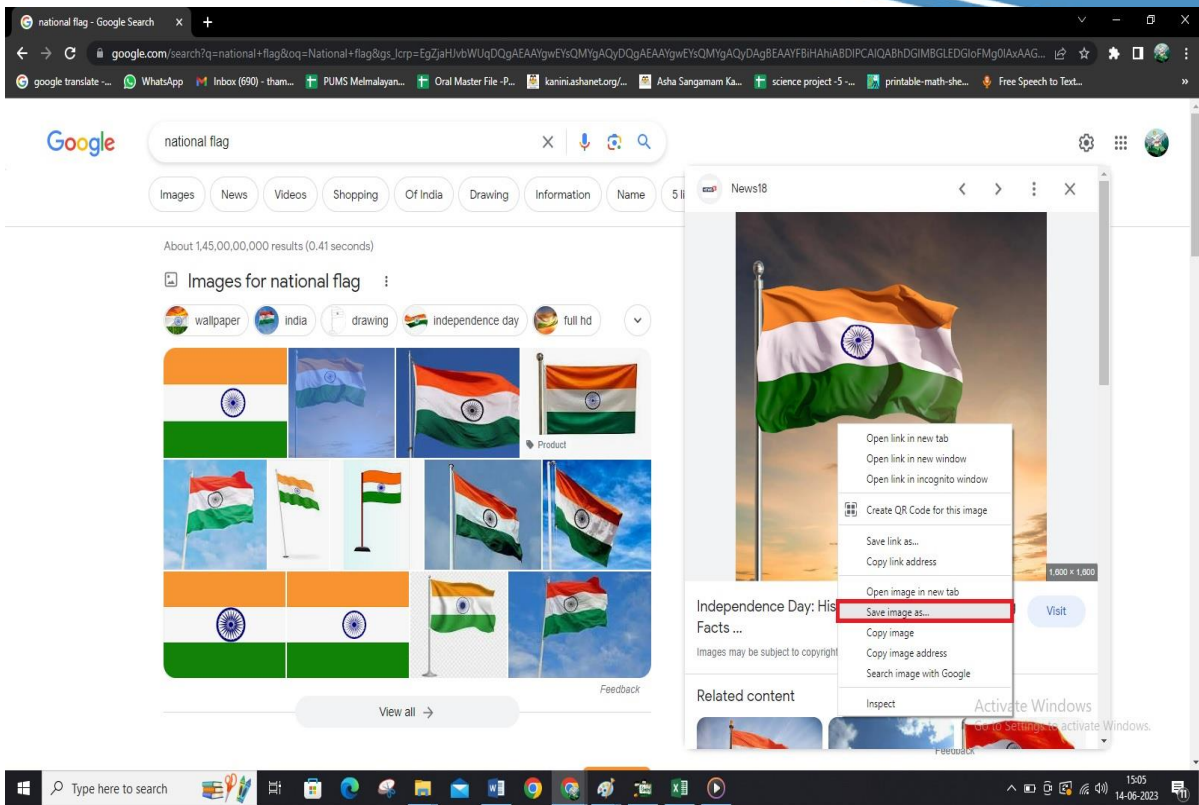 national flag - Google Search
google.com/search?q=national+flag&oq=National+flag&gs_lcrp=EgZjaHJvbWUqDQgAEAAYgwEYsQMYgAQyDQgAEAAYgwEYsQMYgAQyDAgBEAAYFBiHAhiABDIPCAIQABhDGIMBGLEDGIoFMg0IAxAAG...
google translate -... WhatsApp Inbox (690) - tham... PUMS Melmalayan... Oral Master File -P... kanini.ashanet.org/... Asha Sangamam Ka... science project -5 -... printable-math-she... Free Speech to Text... »
Google national flag
Images News Videos Shopping Of India Drawing Information Name 5 li
News18
About 1,45,00,00,000 results (0.41 seconds)
Images for national flag
wallpaper india drawing independence day full hd
Product
Open link in new tab
Open link in new window
Open link in incognito window
Create QR Code for this image
Save link as...
Copy link address
Open image in new tab
Save image as...
Copy image
Copy image address
Search image with Google
Inspect
1,600 × 1,600
Independence Day: His
Facts ...
Visit
Images may be subject to copyright
Related content
Feedback
View all →
Activate Windows
Go to Settings to activate Windows.
Feedback
Type here to search
15:05
14-06-2023